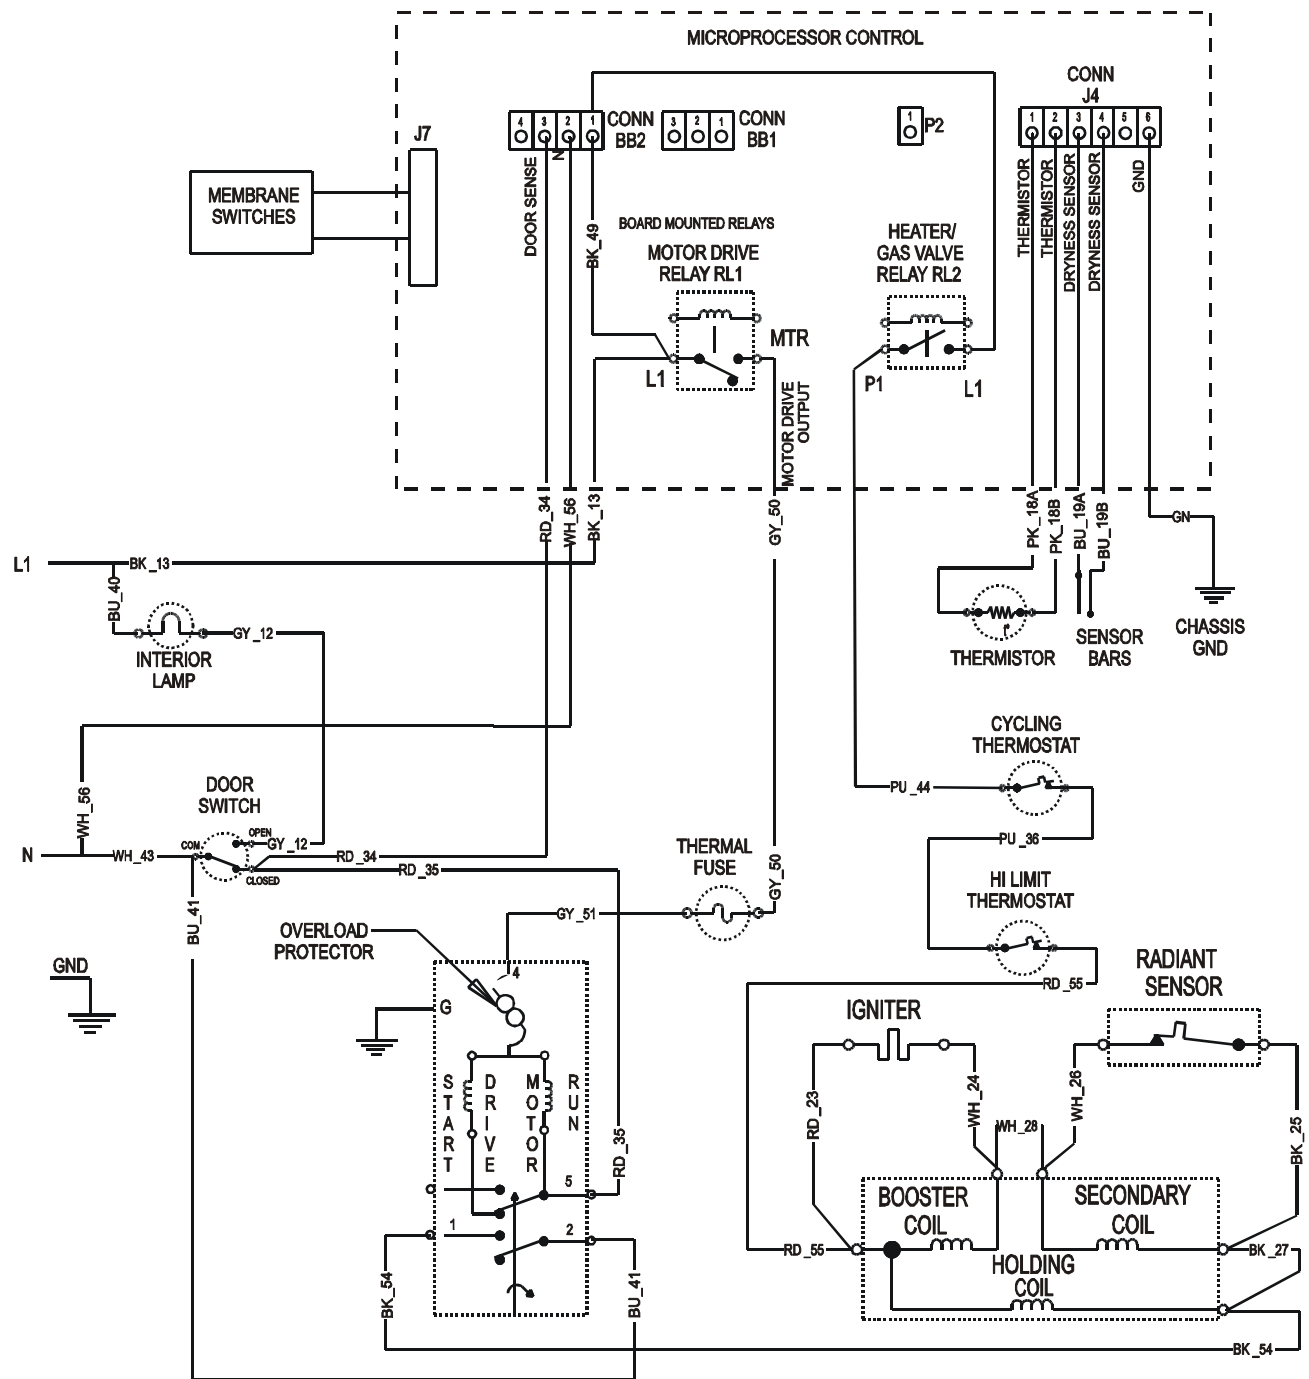 MICROPROCESSOR CONTROL
CONN
J4
J7
4 3 2 1
CONN
BB2
3 2 1
CONN
BB1
1
P2
1 2 3 4 5 6
MEMBRANE
SWITCHES
DOOR SENSE
N
BK_49
THERMISTOR
THERMISTOR
DRYNESS SENSOR
DRYNESS SENSOR
GND
BOARD MOUNTED RELAYS
MOTOR DRIVE
RELAY RL1
HEATER/
GAS VALVE
RELAY RL2
MTR
L1
P1
L1
MOTOR DRIVE
OUTPUT
RD_34
WH_56
BK_13
GY_50
PK_18A
PK_18B
BU_19A
BU_19B
GN
L1
BK_13
BU_40
GY_12
INTERIOR
LAMP
t°
THERMISTOR
SENSOR
BARS
CHASSIS
GND
CYCLING
THERMOSTAT
DOOR
SWITCH
WH_56
PU_44
OPEN
COM
GY_12
N
WH_43
RD_34
RD_35
CLOSED
THERMAL
FUSE
GY_50
PU_36
HI LIMIT
THERMOSTAT
BU_41
GY_51
OVERLOAD
PROTECTOR
GND
4
G
RD_55
RADIANT
SENSOR
IGNITER
START
DRIVE
MOTOR
RUN
RD_23
WH_24
WH_26
WH_28
BK_25
RD_35
5
1
2
BOOSTER
COIL
SECONDARY
COIL
RD_55
BK_27
HOLDING
COIL
BK_54
BU_41
BK_54